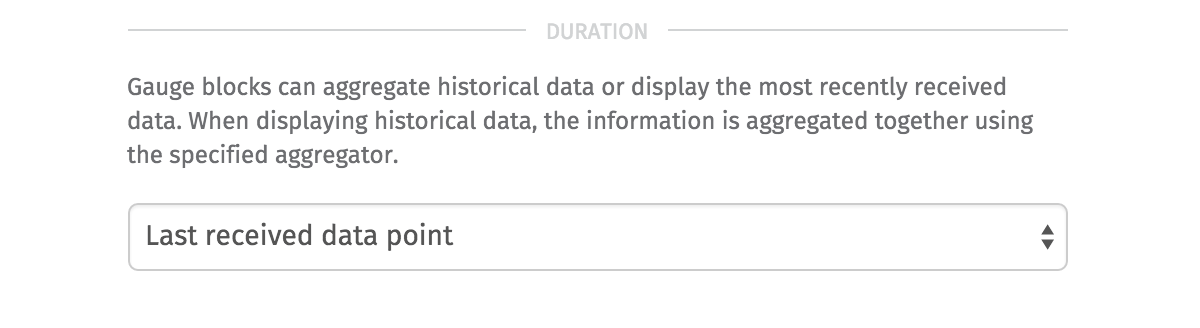 DURATION
Gauge blocks can aggregate historical data or display the most recently received
data. When displaying historical data, the information is aggregated together using
the specified aggregator.
Last received data point